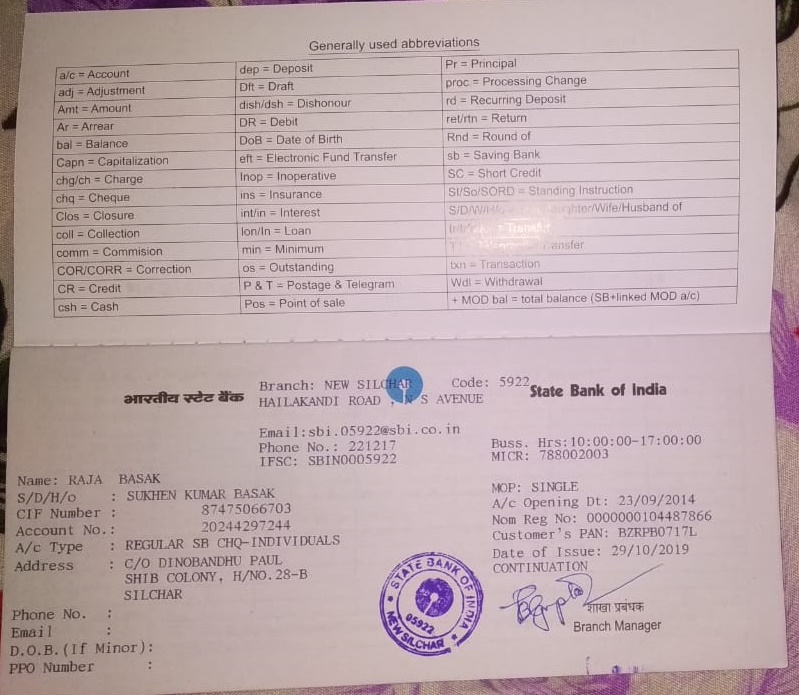 Generally used abbreviations
a/c = Account dep = Deposit Pr = Principal
adj = Adjustment Dft = Draft proc = Processing Change
Amt = Amount dish/dsh = Dishonour rd = Recurring Deposit
Ar = Arrear DR = Debit ret/rtn = Return
bal = Balance DoB = Date of Birth Rnd = Round of
Capn = Capitalization eft = Electronic Fund Transfer sb = Saving Bank
chg/ch = Charge Inop = Inoperative SC = Short Credit
chq = Cheque ins = Insurance SI/So/SORD = Standing Instruction
Clos = Closure int/in = Interest S/D/W/H/ /Wife/Husband of
coll = Collection lon/ln = Loan = Transfer
comm = Commision min = Minimum
COR/CORR = Correction os = Outstanding txn = Transaction
CR = Credit P & T = Postage & Telegram Wdl = Withdrawal
csh = Cash Pos = Point of sale + MOD bal = total balance (SB+linked MOD a/c)
भारतीय स्टेट बैंक Branch: NEW SILCHAR Code: 5922 State Bank of India
HAILAKANDI ROAD , N S AVENUE
Email:sbi.05922@sbi.co.in
Phone No.: 221217 Buss. Hrs:10:00:00-17:00:00
IFSC: SBIN0005922 MICR: 788002003
Name: RAJA BASAK
S/D/H/o : SUKHEN KUMAR BASAK MOP: SINGLE
CIF Number : 87475066703 A/c Opening Dt: 23/09/2014
Account No.: 20244297244 Nom Reg No: 0000000104487866
A/c Type : REGULAR SB CHQ-INDIVIDUALS Customer's PAN: BZRPB0717L
Address : C/O DINOBANDHU PAUL Date of Issue: 29/10/2019
SHIB COLONY, H/NO.28-B CONTINUATION
SILCHAR
STATE BANK OF INDIA
05922
NEW SILCHAR
शाखा प्रबंधक
Branch Manager
Phone No. :
Email :
D.O.B.(If Minor):
PPO Number :